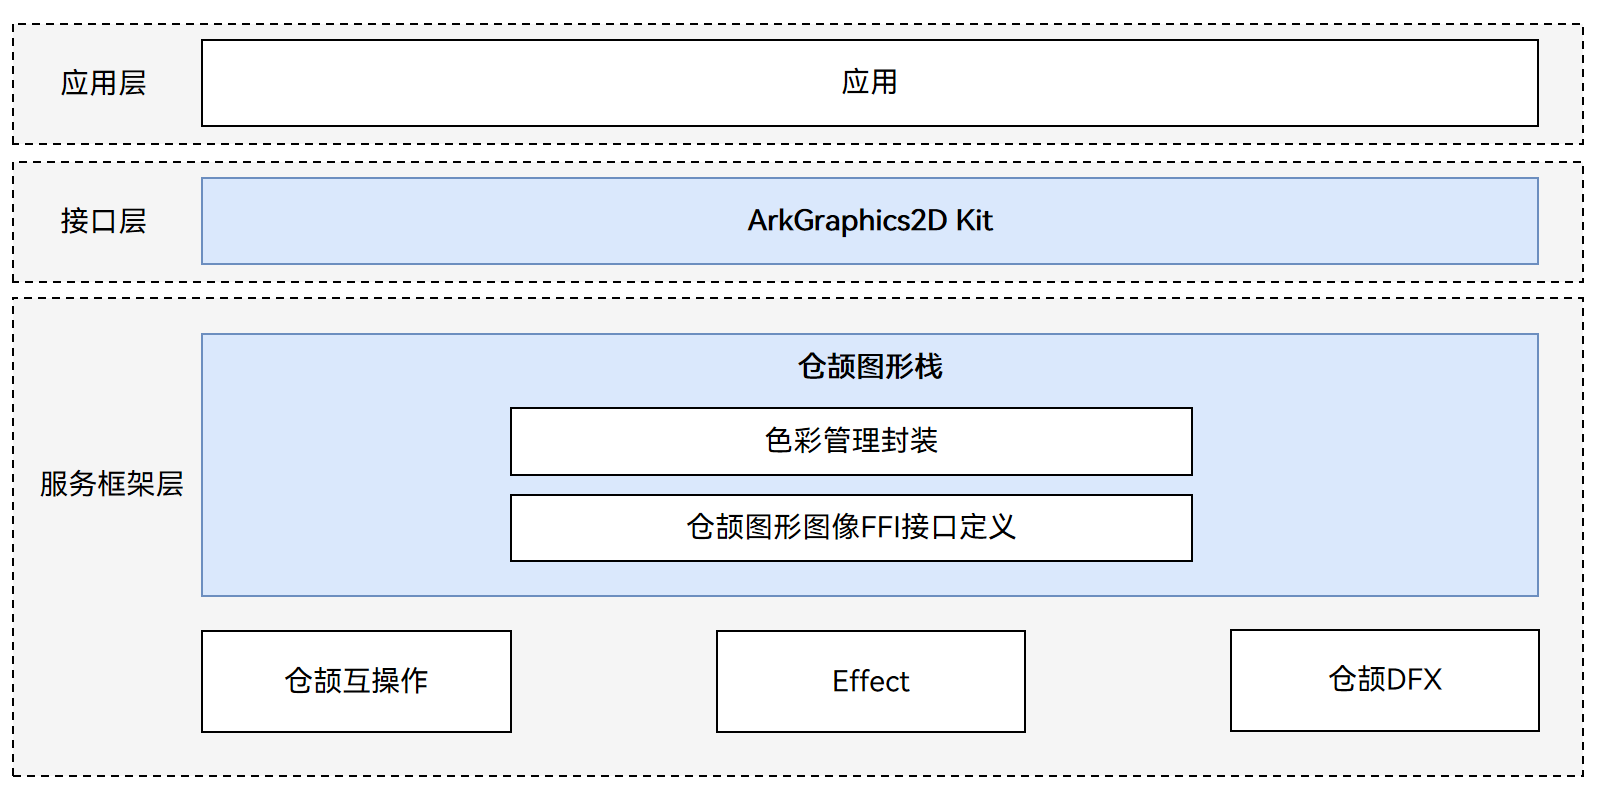 应用层
应用
接口层
ArkGraphics2D Kit
服务框架层
仓颉图形栈
色彩管理封装
仓颉图形图像FFI接口定义
仓颉互操作
Effect
仓颉DFX